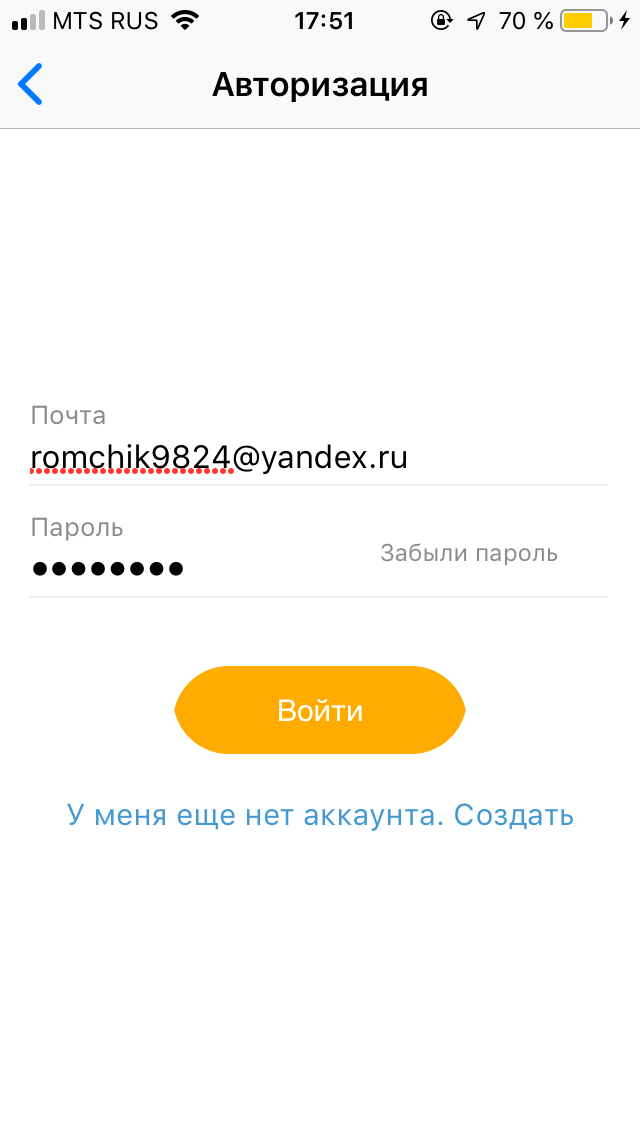 MTS RUS 17:51 70 %
Авторизация
Почта
romchik9824@yandex.ru
Пароль
Забыли пароль
••••••••
Войти
У меня еще нет аккаунта. Создать